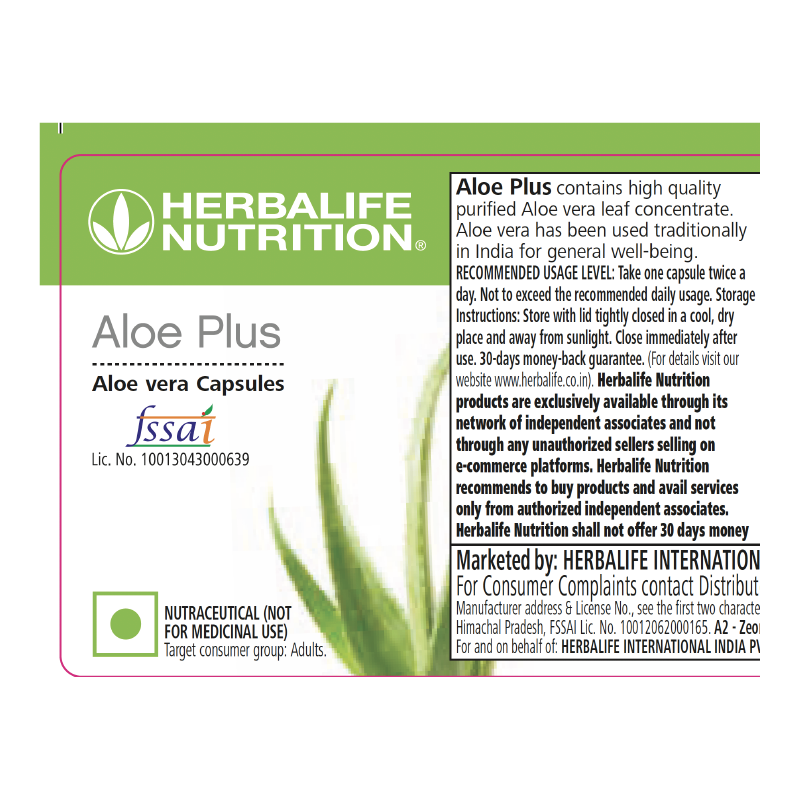 HERBALIFE
NUTRITION®
Aloe Plus
Aloe vera Capsules
fssai
Lic. No. 10013043000639
NUTRACEUTICAL (NOT
FOR MEDICINAL USE)
Target consumer group: Adults.
Aloe Plus contains high quality
purified Aloe vera leaf concentrate.
Aloe vera has been used traditionally
in India for general well-being.
RECOMMENDED USAGE LEVEL: Take one capsule twice a
day. Not to exceed the recommended daily usage. Storage
Instructions: Store with lid tightly closed in a cool, dry
place and away from sunlight. Close immediately after
use. 30-days money-back guarantee. (For details visit our
website www.herbalife.co.in). Herbalife Nutrition
products are exclusively available through its
network of independent associates and not
through any unauthorized sellers selling on
e-commerce platforms. Herbalife Nutrition
recommends to buy products and avail services
only from authorized independent associates.
Herbalife Nutrition shall not offer 30 days money
Marketed by: HERBALIFE INTERNATION
For Consumer Complaints contact Distribut
Manufacturer address & License No., see the first two characte
Himachal Pradesh, FSSAI Lic. No. 10012062000165. A2 - Zeo
For and on behalf of: HERBALIFE INTERNATIONAL INDIA PV